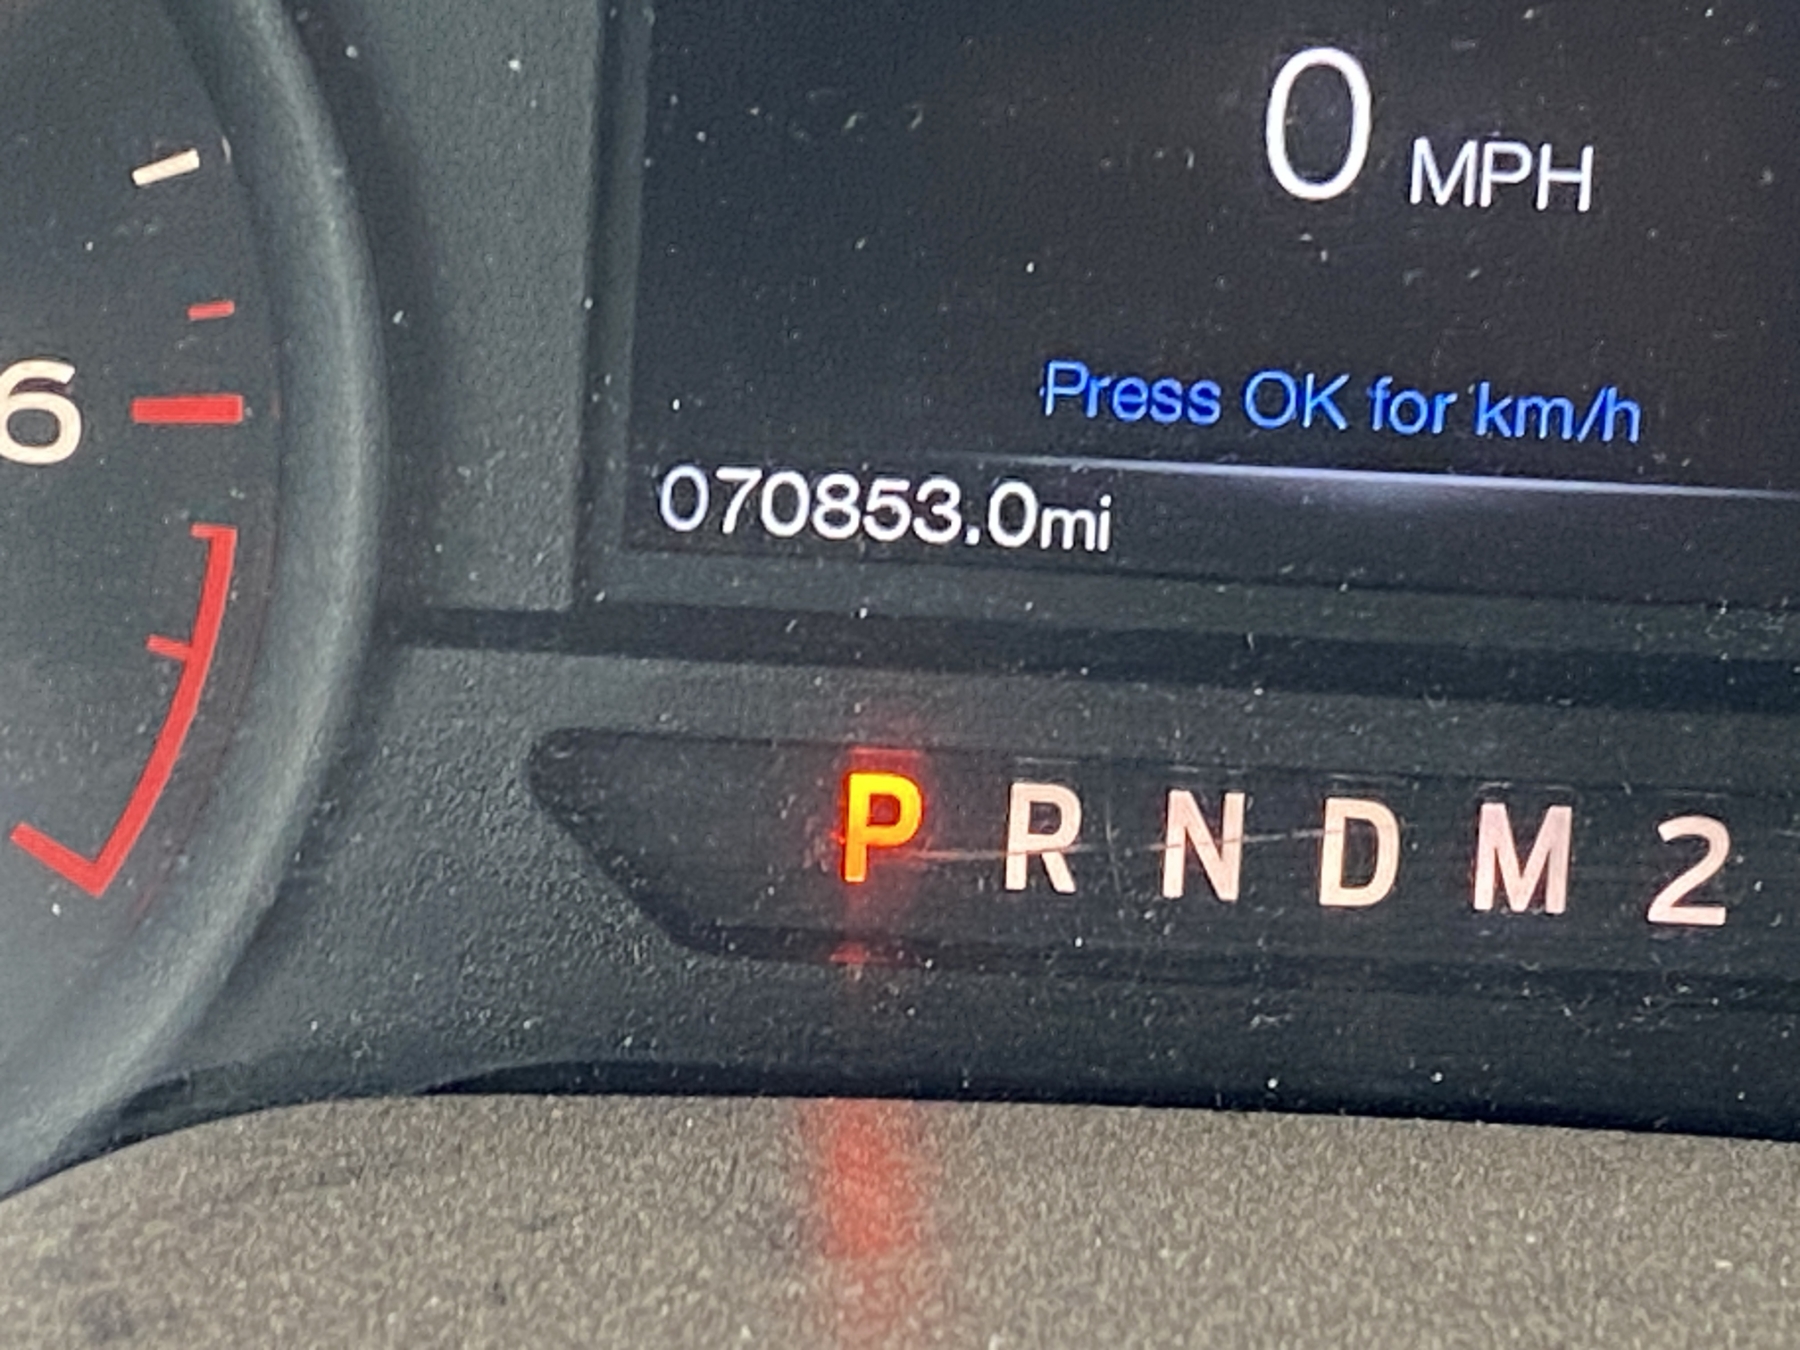 0 MPH
6
Press OK for km/h
070853.0mi
P R N D M 2